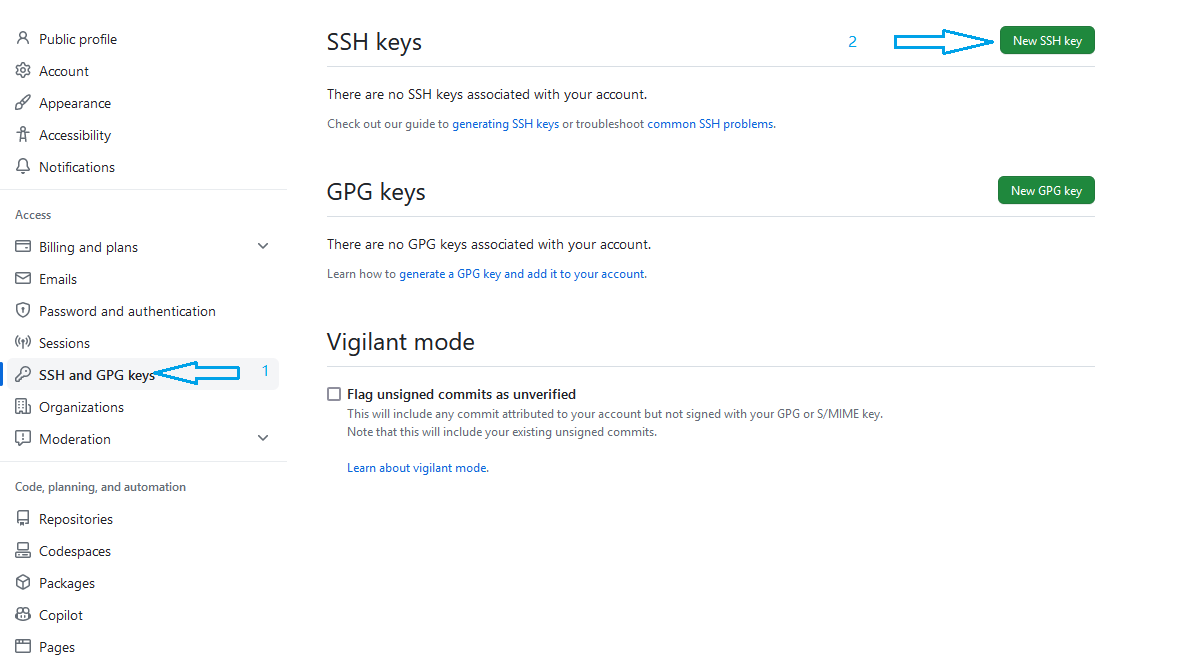 Public profile
Account
Appearance
Accessibility
Notifications
Access
Billing and plans
Emails
Password and authentication
Sessions
SSH and GPG keys 1
Organizations
Moderation
Code, planning, and automation
Repositories
Codespaces
Packages
Copilot
Pages
SSH keys 2 New SSH key
There are no SSH keys associated with your account.
Check out our guide to generating SSH keys or troubleshoot common SSH problems.
GPG keys New GPG key
There are no GPG keys associated with your account.
Learn how to generate a GPG key and add it to your account.
Vigilant mode
Flag unsigned commits as unverified
This will include any commit attributed to your account but not signed with your GPG or S/MIME key.
Note that this will include your existing unsigned commits.
Learn about vigilant mode.